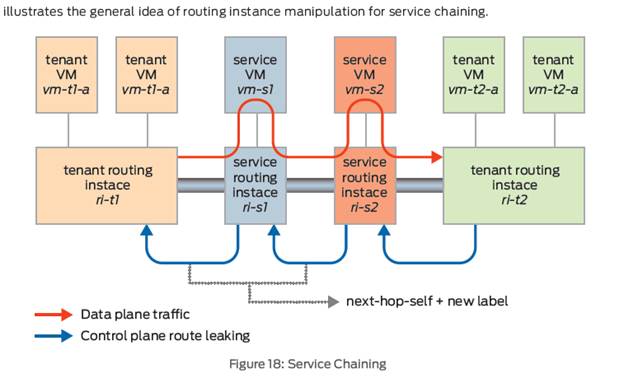 illustrates the general idea of routing instance manipulation for service chaining.
tenant
VM
vm-t1-a
tenant
VM
vm-t1-a
service
VM
vm-s1
service
VM
vm-s2
tenant
VM
vm-t2-a
tenant
VM
vm-t2-a
tenant routing
instace
ri-t1
service
routing
instace
ri-s1
service
routing
instace
ri-s2
tenant routing
instace
ri-t2
next-hop-self + new label
Data plane traffic
Control plane route leaking
Figure 18: Service Chaining